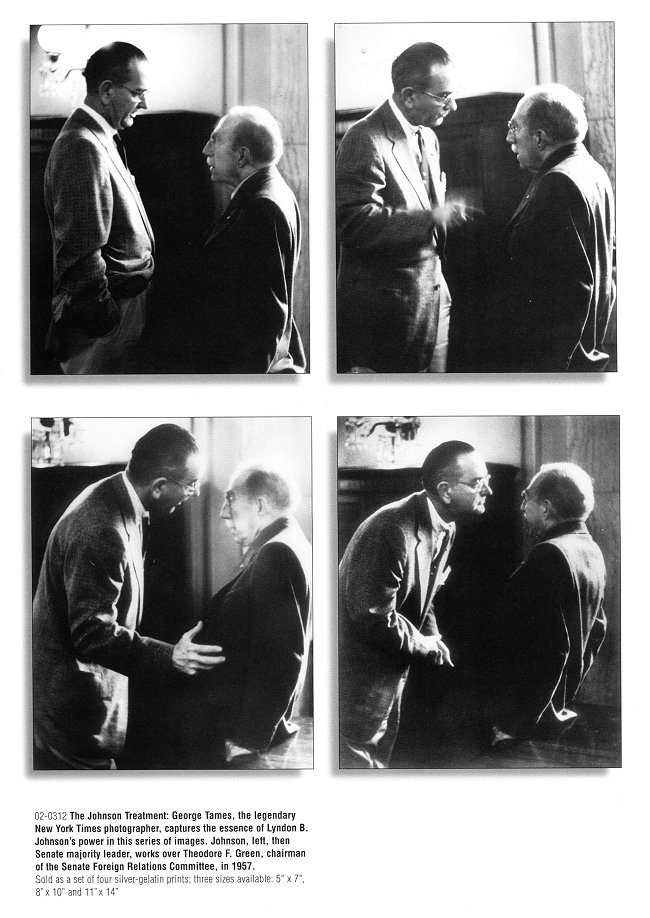 02-0312 The Johnson Treatment: George Tames, the legendary
New York Times photographer, captures the essence of Lyndon B.
Johnson's power in this series of images. Johnson, left, then
Senate majority leader, works over Theodore F. Green, chairman
of the Senate Foreign Relations Committee, in 1957.
Sold as a set of four silver-gelatin prints; three sizes available: 5" x 7",
8" x 10" and 11" x 14"